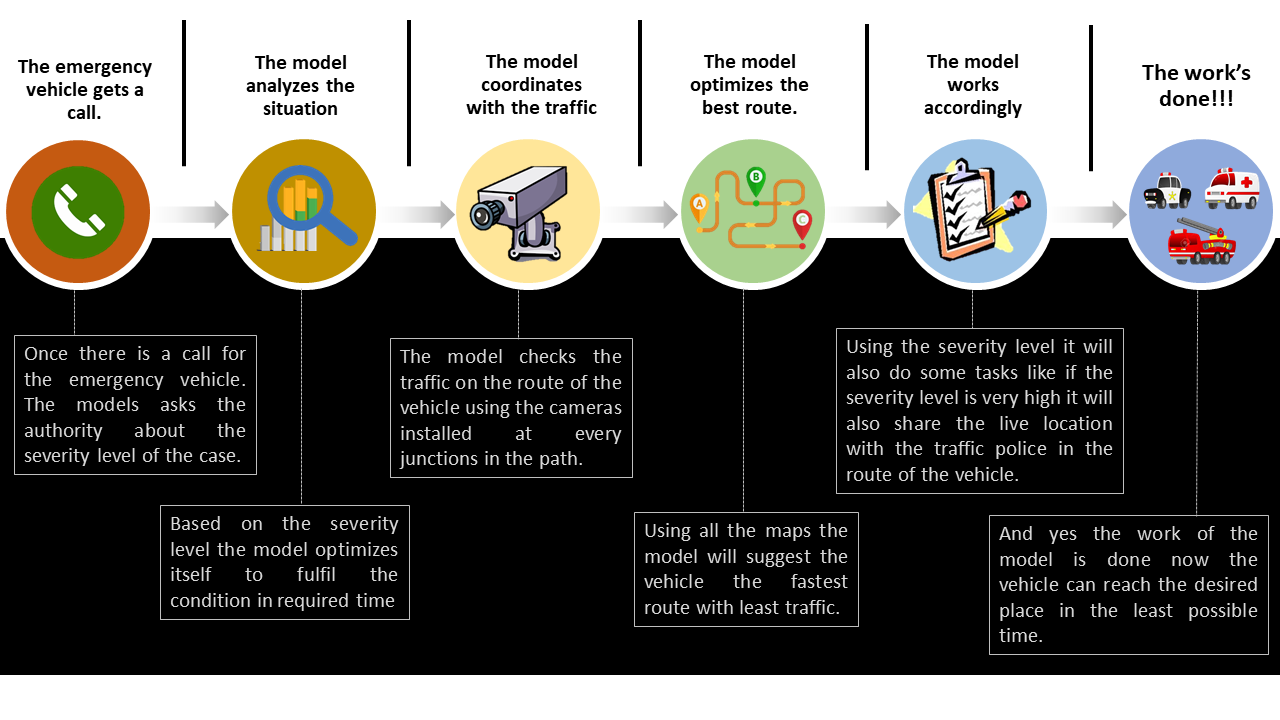 The emergency
vehicle gets a
call.
The model
analyzes the
situation
The model
coordinates
with the traffic
The model
optimizes the
best route.
The model
works
accordingly
The work’s
done!!!
A
B
C
Once there is a call for
the emergency vehicle.
The models asks the
authority about the
severity level of the case.
Based on the severity
level the model optimizes
itself to fulfil the
condition in required time
The model checks the
traffic on the route of the
vehicle using the cameras
installed at every
junctions in the path.
Using all the maps the
model will suggest the
vehicle the fastest
route with least traffic.
Using the severity level it will
also do some tasks like if the
severity level is very high it will
also share the live location
with the traffic police in the
route of the vehicle.
And yes the work of the
model is done now the
vehicle can reach the desired
place in the least possible
time.